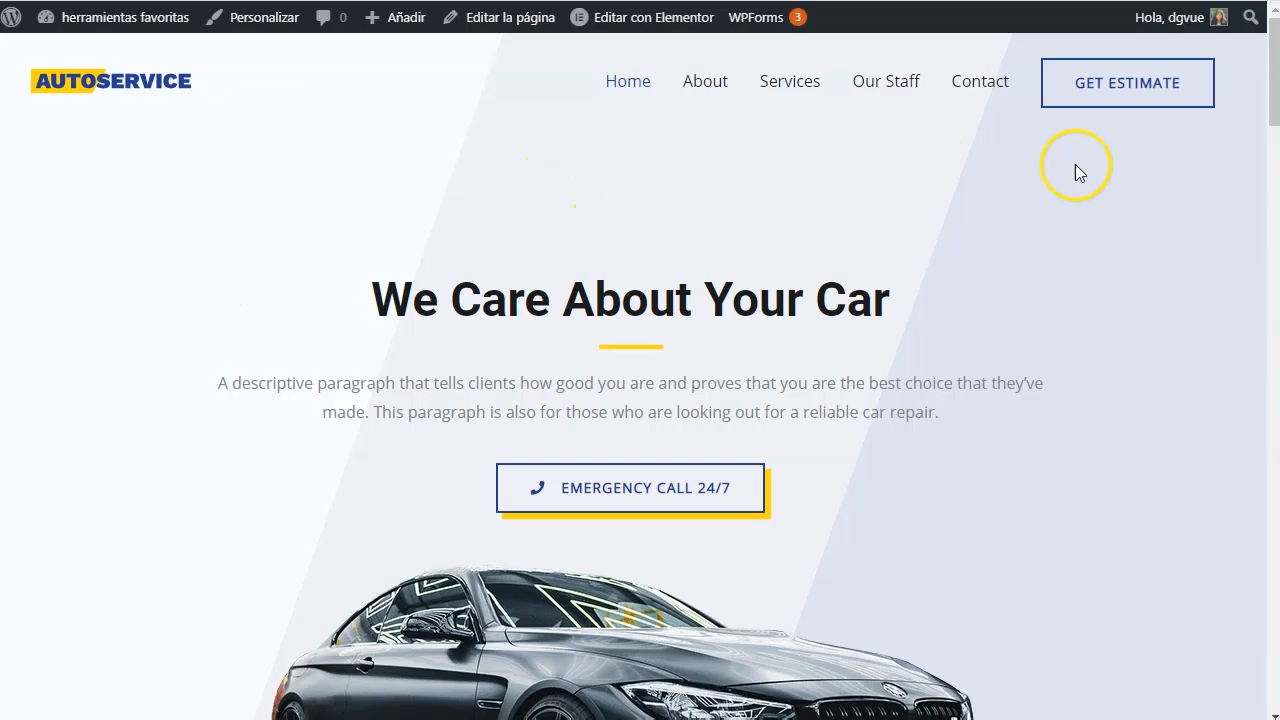 herramientas favoritas Personalizar 0 Añadir Editar la página Editar con Elementor WPForms 3 Hola, dgvue
AUTOSERVICE Home About Services Our Staff Contact GET ESTIMATE
We Care About Your Car
A descriptive paragraph that tells clients how good you are and proves that you are the best choice that they've
made. This paragraph is also for those who are looking out for a reliable car repair.
EMERGENCY CALL 24/7